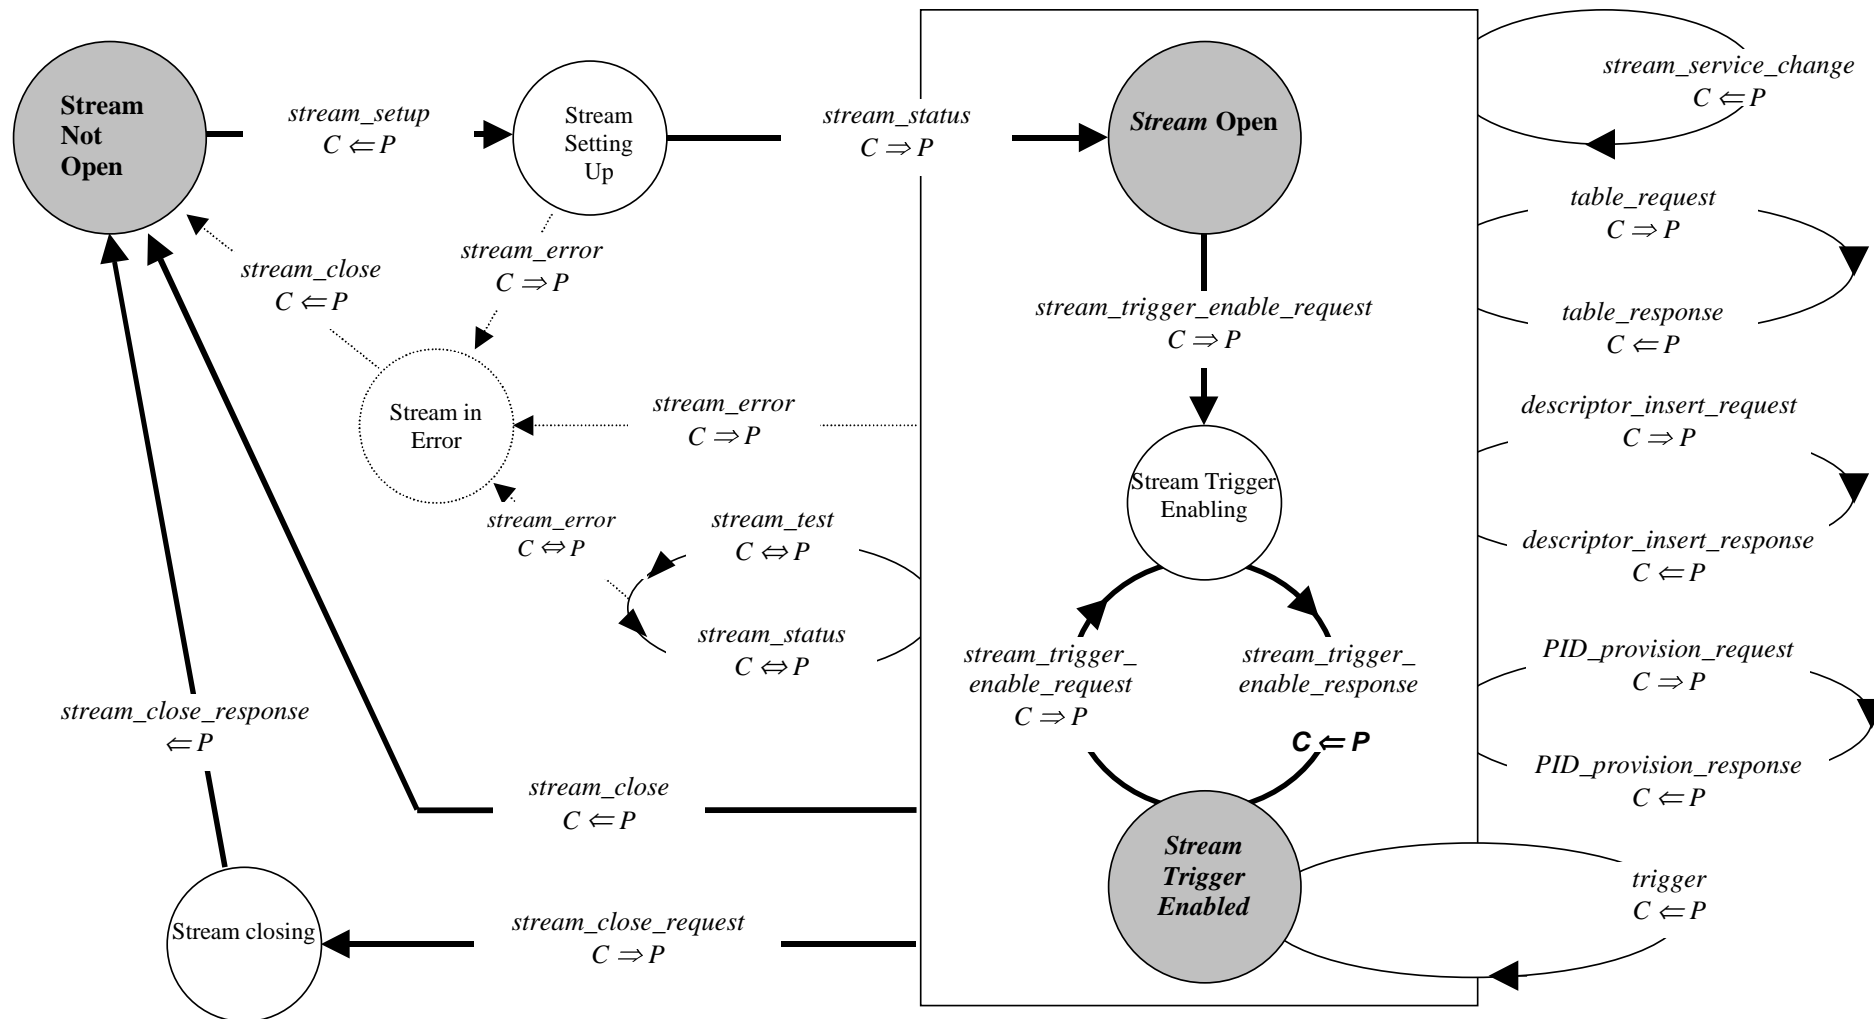 Stream
Not
Open
stream_setup
C ⇐ P
Stream
Setting
Up
stream_status
C ⇒ P
Stream Open
stream_service_change
C ⇐ P
table_request
C ⇒ P
table_response
C ⇐ P
stream_error
C ⇒ P
stream_close
C ⇐ P
stream_trigger_enable_request
C ⇒ P
Stream in
Error
stream_error
C ⇒ P
descriptor_insert_request
C ⇒ P
descriptor_insert_response
C ⇐ P
Stream Trigger
Enabling
stream_error
C ⇔ P
stream_test
C ⇔ P
stream_status
C ⇔ P
stream_trigger_
enable_request
C ⇒ P
stream_trigger_
enable_response
C ⇐ P
PID_provision_request
C ⇒ P
PID_provision_response
C ⇐ P
stream_close_response
⇐ P
stream_close
C ⇐ P
Stream
Trigger
Enabled
trigger
C ⇐ P
Stream closing
stream_close_request
C ⇒ P